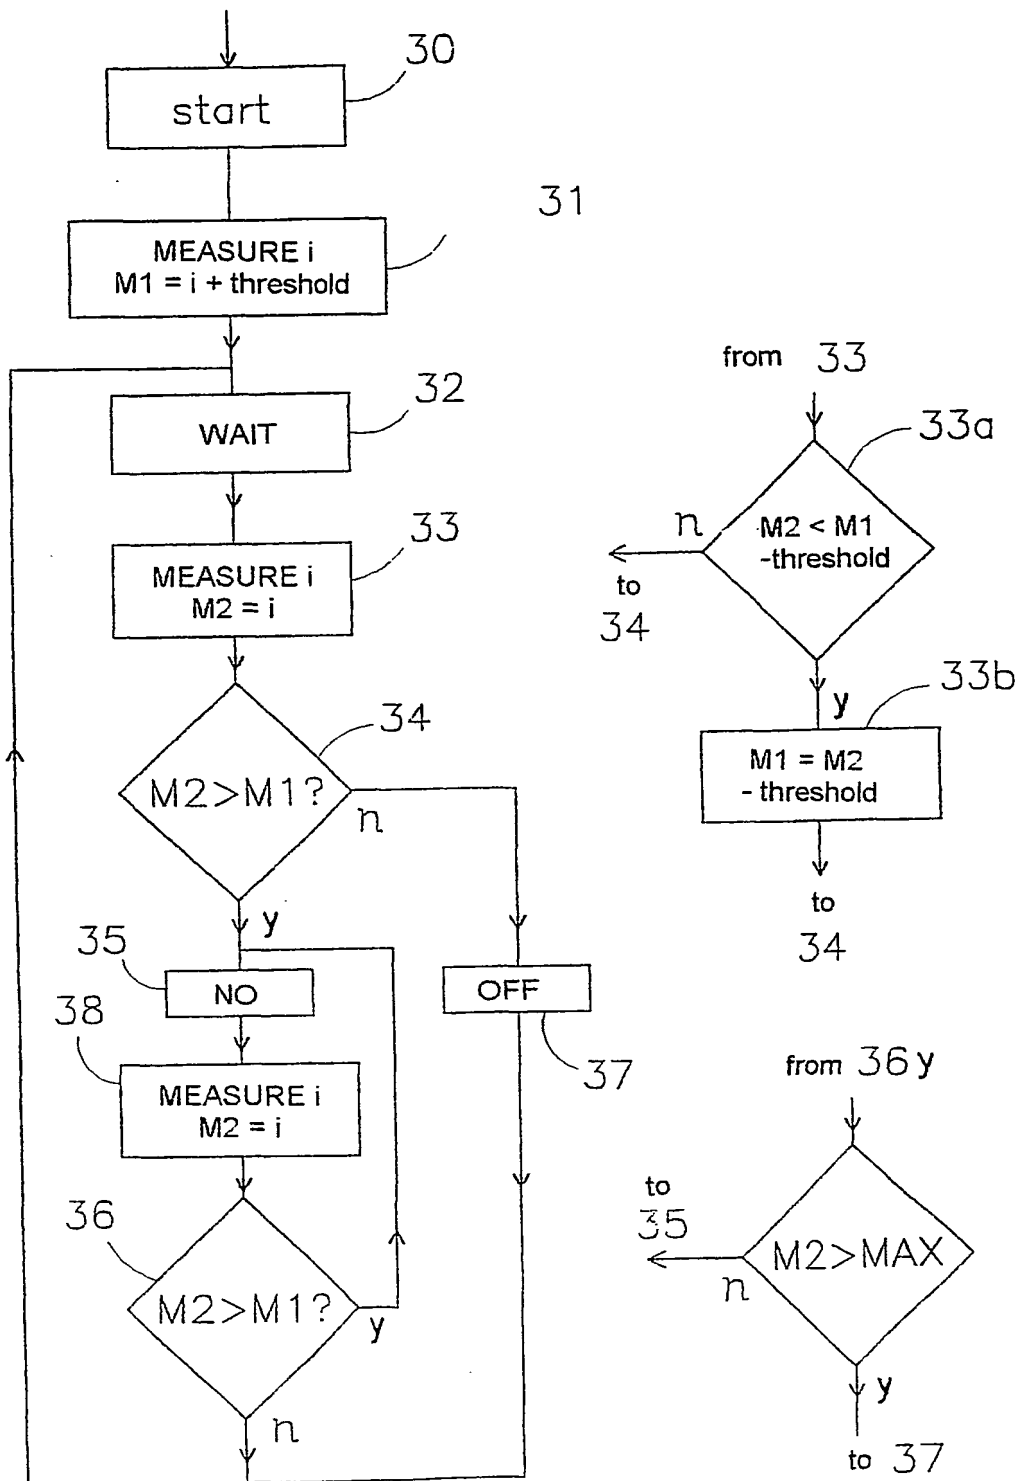 30
start
31
MEASURE i
M1 = i + threshold
32
WAIT
33
MEASURE i
M2 = i
34
M2>M1?
n
y
35
NO
OFF
37
38
MEASURE i
M2 = i
36
M2>M1?
y
n
from 33
33a
n
M2 < M1
-threshold
to
34
y
33b
M1 = M2
- threshold
to
34
from 36y
to
35
M2>MAX
n
y
to 37